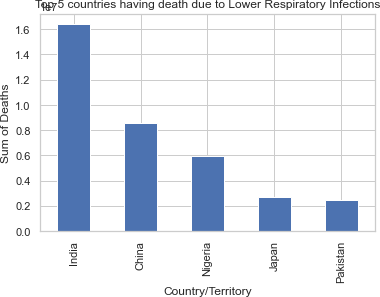 Top 5 countries having death due to Lower Respiratory Infections
1e7
1.6
1.4
1.2
1.0
0.8
0.6
0.4
0.2
0.0
Sum of Deaths
India
China
Nigeria
Japan
Pakistan
Country/Territory